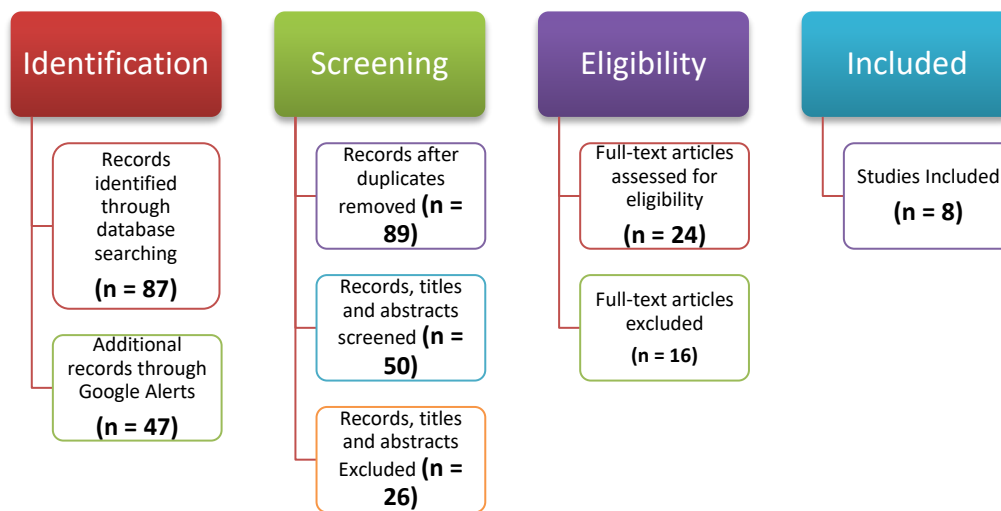 Identification
Records
identified
through
database
searching
(n = 87)
Additional
records through
Google Alerts
(n = 47)
Screening
Records after
duplicates
removed (n =
89)
Records, titles
and abstracts
screened (n =
50)
Records, titles
and abstracts
Excluded (n =
26)
Eligibility
Full-text articles
assessed for
eligibility
(n = 24)
Full-text articles
excluded
(n = 16)
Included
Studies Included
(n = 8)